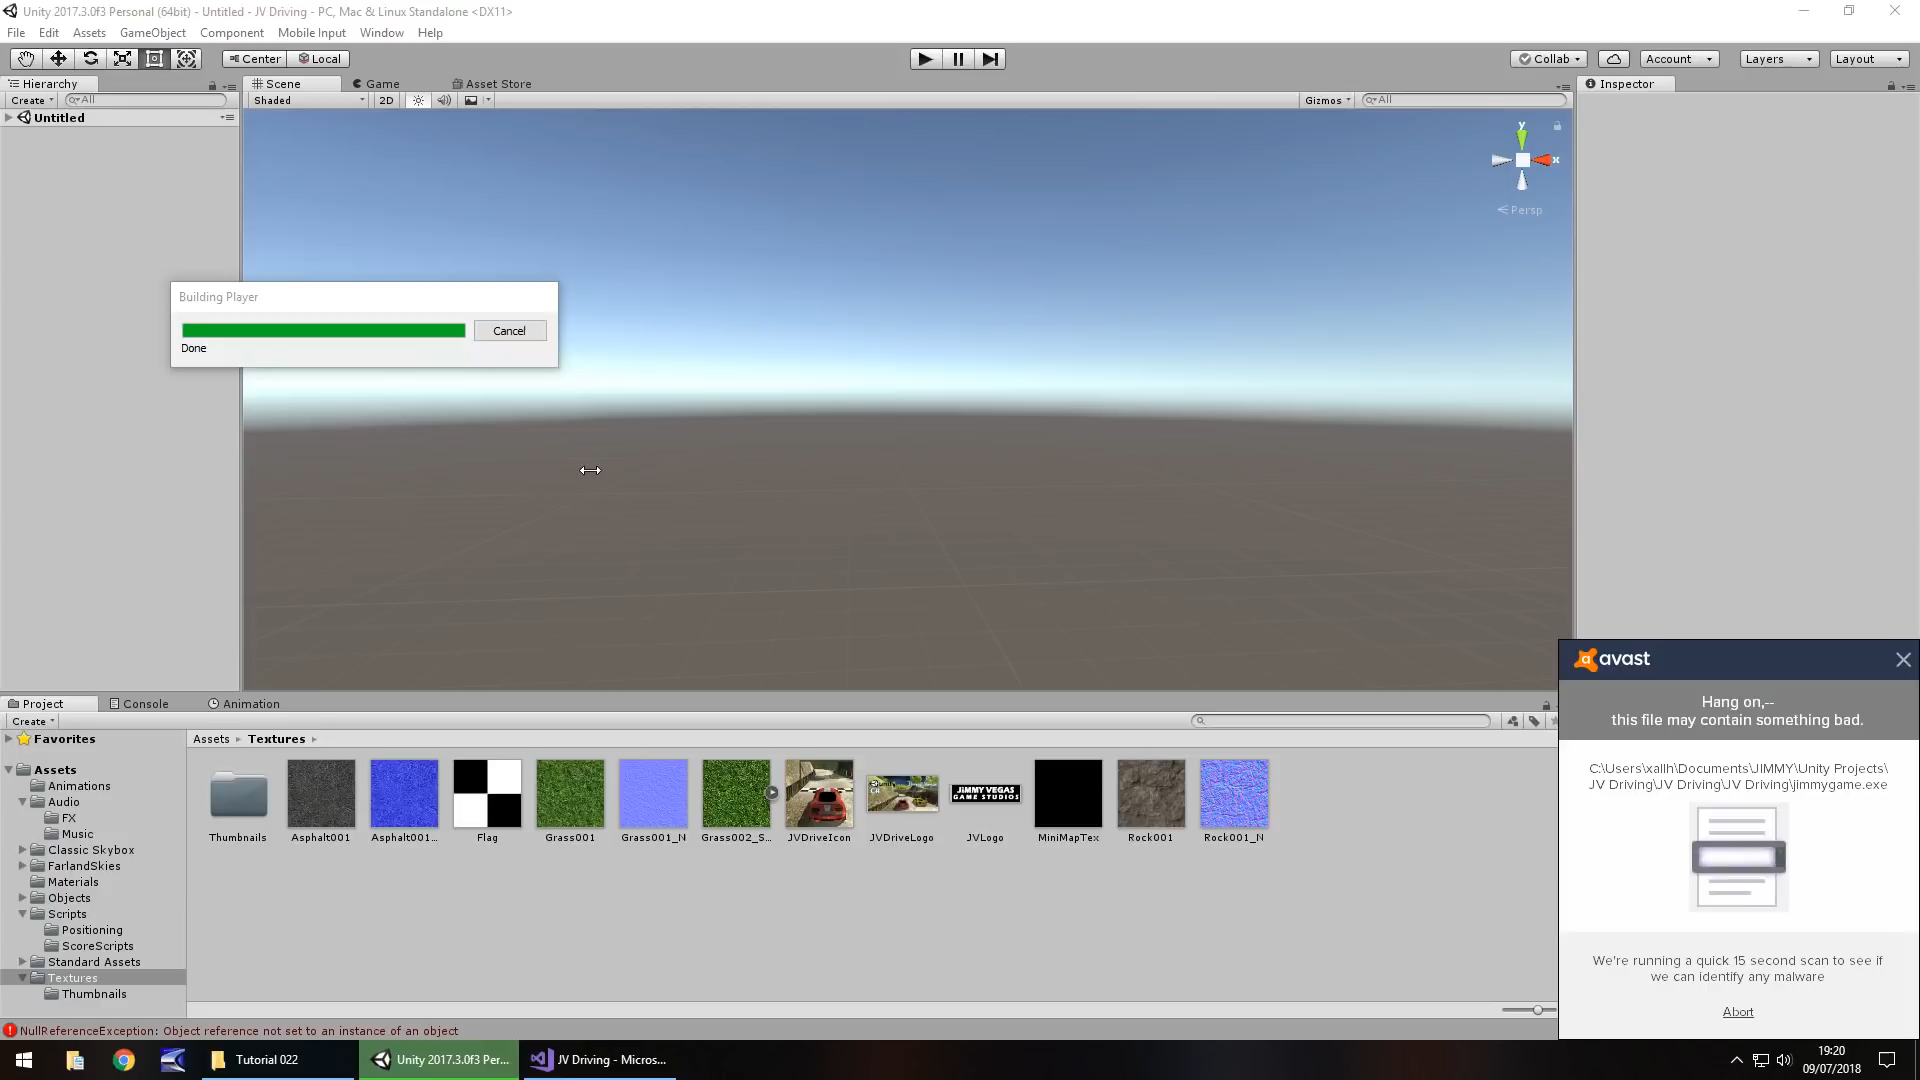 Unity 2017.3.0f3 Personal (64bit) - Untitled - JV Driving - PC, Mac & Linux Standalone <DX11>
File Edit Assets GameObject Component Mobile Input Window Help
Center Local Collab Account Layers Layout
Hierarchy Scene Game Asset Store Inspector
Create All Shaded 2D Gizmos All
Untitled
y
x
Persp
Building Player
Cancel
Done
avast
Hang on,--
this file may contain something bad.
C:\Users\xallh\Documents\JIMMY\Unity Projects\
JV Driving\JV Driving\JV Driving\jimmygame.exe
We're running a quick 15 second scan to see if
we can identify any malware
Abort
Project Console Animation
Create
Favorites
Assets
Animations
Audio
FX
Music
Classic Skybox
FarlandSkies
Materials
Objects
Scripts
Positioning
ScoreScripts
Standard Assets
Textures
Thumbnails
Assets Textures
JIMMY VEGAS
GAME STUDIOS
Thumbnails Asphalt001 Asphalt001... Flag Grass001 Grass001_N Grass002_S... JVDriveIcon JVDriveLogo JVLogo MiniMapTex Rock001 Rock001_N
NullReferenceException: Object reference not set to an instance of an object
Tutorial 022 Unity 2017.3.0f3 Per... JV Driving - Micros...
19:20
09/07/2018